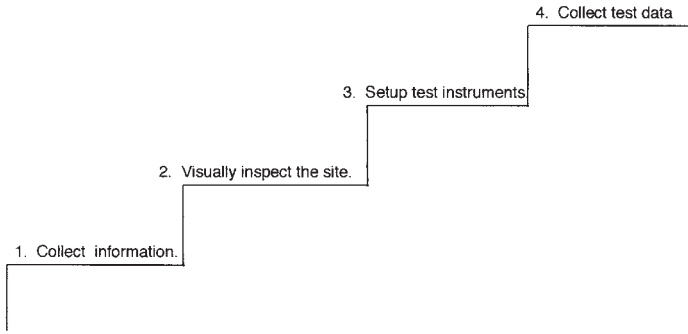 4. Collect test data
3. Setup test instruments
2. Visually inspect the site.
1. Collect information.